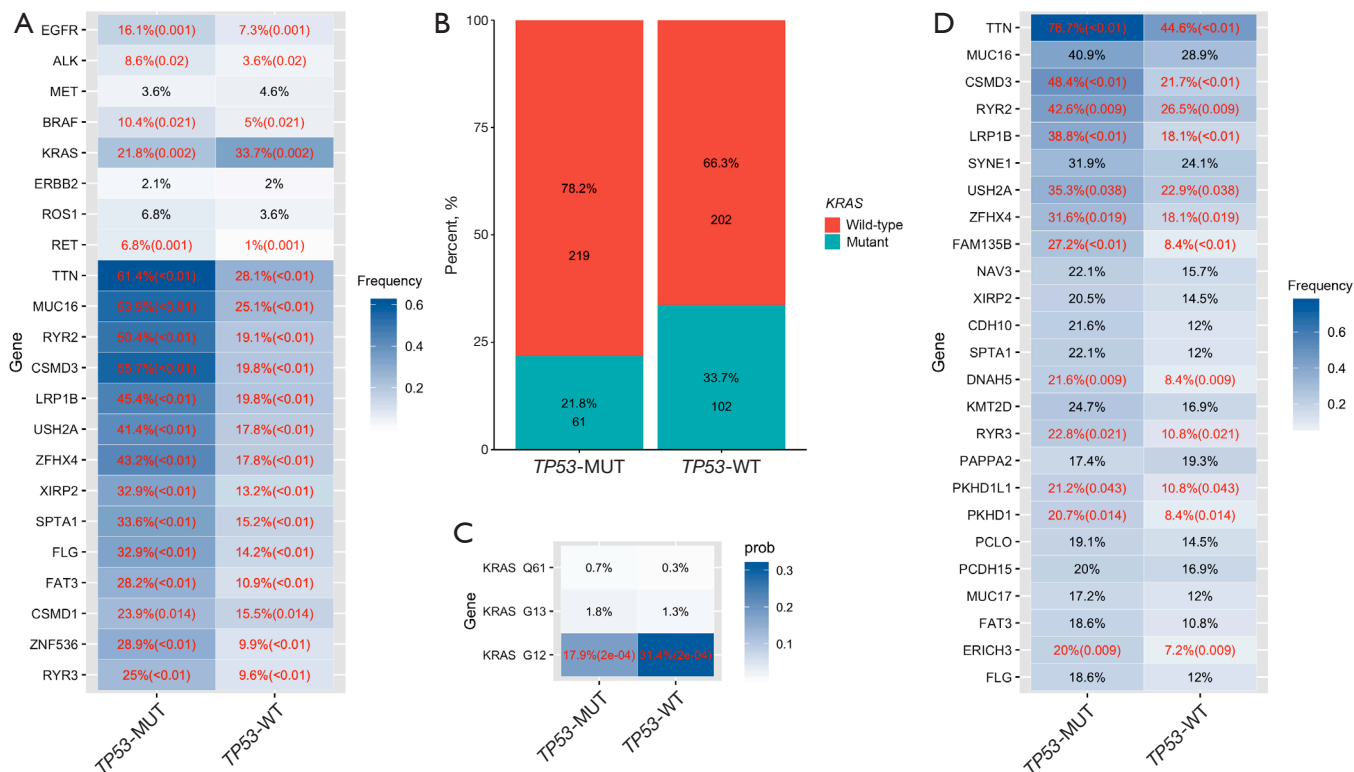 A
EGFR 16.1%(0.001) 7.3%(0.001)
ALK 8.6%(0.02) 3.6%(0.02)
MET 3.6% 4.6%
BRAF 10.4%(0.021) 5%(0.021)
KRAS 21.8%(0.002) 33.7%(0.002)
ERBB2 2.1% 2%
ROS1 6.8% 3.6%
RET 6.8%(0.001) 1%(0.001)
TTN 61.4%(<0.01) 28.1%(<0.01)
MUC16 53.9%(<0.01) 25.1%(<0.01)
RYR2 50.4%(<0.01) 19.1%(<0.01)
CSMD3 55.7%(<0.01) 19.8%(<0.01)
LRP1B 45.4%(<0.01) 19.8%(<0.01)
USH2A 41.4%(<0.01) 17.8%(<0.01)
ZFHX4 43.2%(<0.01) 17.8%(<0.01)
XIRP2 32.9%(<0.01) 13.2%(<0.01)
SPTA1 33.6%(<0.01) 15.2%(<0.01)
FLG 32.9%(<0.01) 14.2%(<0.01)
FAT3 28.2%(<0.01) 10.9%(<0.01)
CSMD1 23.9%(0.014) 15.5%(0.014)
ZNF536 28.9%(<0.01) 9.9%(<0.01)
RYR3 25%(<0.01) 9.6%(<0.01)
Gene
TP53-MUT TP53-WT
Frequency
0.6
0.4
0.2
B
Percent, %
100
75
50
25
0
78.2%
219
21.8%
61
66.3%
202
33.7%
102
TP53-MUT TP53-WT
KRAS
Wild-type
Mutant
C
KRAS Q61 0.7% 0.3%
KRAS G13 1.8% 1.3%
KRAS G12 17.9%(2e-04) 31.4%(2e-04)
Gene
TP53-MUT TP53-WT
prob
0.3
0.2
0.1
D
TTN 76.7%(<0.01) 44.6%(<0.01)
MUC16 40.9% 28.9%
CSMD3 48.4%(<0.01) 21.7%(<0.01)
RYR2 42.6%(0.009) 26.5%(0.009)
LRP1B 38.8%(<0.01) 18.1%(<0.01)
SYNE1 31.9% 24.1%
USH2A 35.3%(0.038) 22.9%(0.038)
ZFHX4 31.6%(0.019) 18.1%(0.019)
FAM135B 27.2%(<0.01) 8.4%(<0.01)
NAV3 22.1% 15.7%
XIRP2 20.5% 14.5%
CDH10 21.6% 12%
SPTA1 22.1% 12%
DNAH5 21.6%(0.009) 8.4%(0.009)
KMT2D 24.7% 16.9%
RYR3 22.8%(0.021) 10.8%(0.021)
PAPPA2 17.4% 19.3%
PKHD1L1 21.2%(0.043) 10.8%(0.043)
PKHD1 20.7%(0.014) 8.4%(0.014)
PCLO 19.1% 14.5%
PCDH15 20% 16.9%
MUC17 17.2% 12%
FAT3 18.6% 10.8%
ERICH3 20%(0.009) 7.2%(0.009)
FLG 18.6% 12%
Gene
TP53-MUT TP53-WT
Frequency
0.6
0.4
0.2